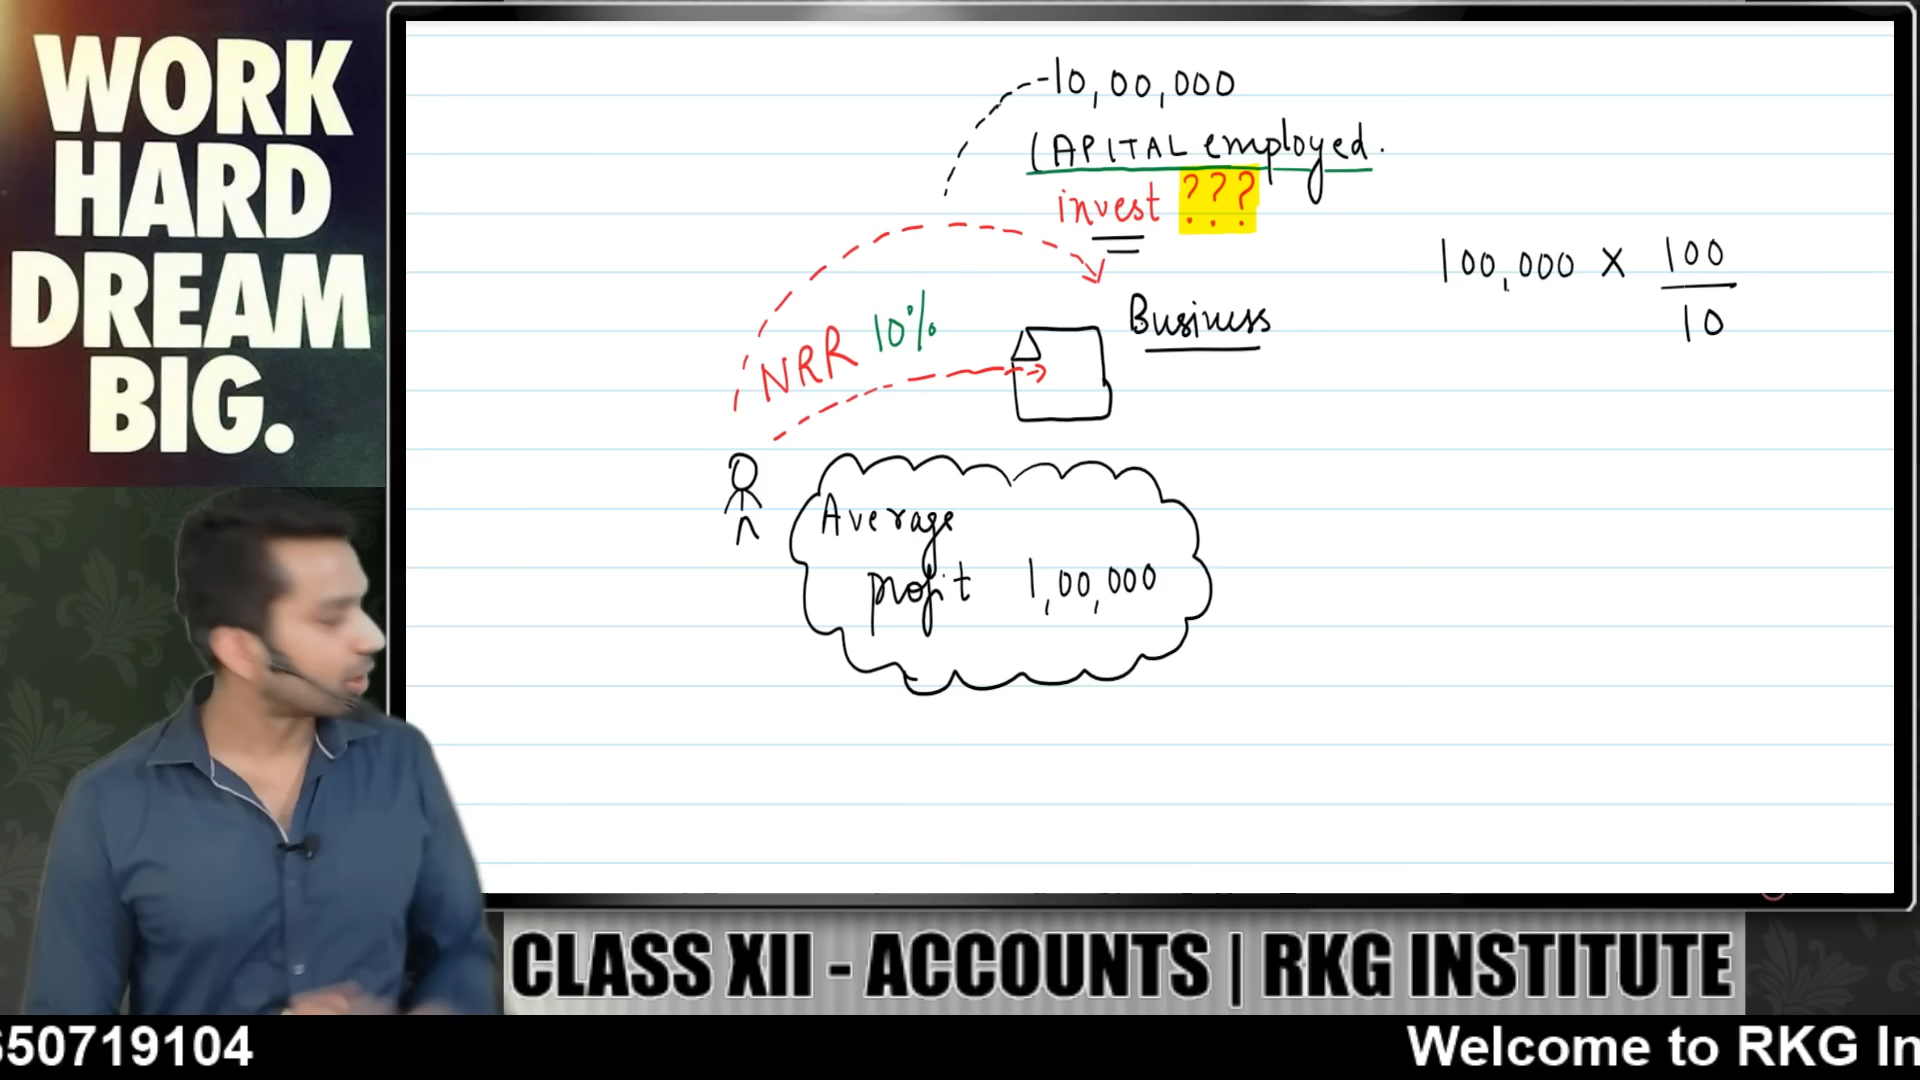 WORK
HARD
DREAM
BIG.
10,00,000
CAPITAL employed.
invest ???
NRR 10%
Business
Average
profit 1,00,000
100,000 X 100
10
CLASS XII - ACCOUNTS | RKG INSTITUTE
650719104
Welcome to RKG In